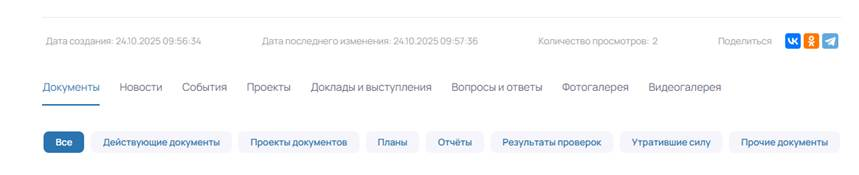 Дата создания: 24.10.2025 09:56:34 Дата последнего изменения: 24.10.2025 09:57:36 Количество просмотров: 2 Поделиться
Документы Новости События Проекты Доклады и выступления Вопросы и ответы Фотогалерея Видеогалерея
Все Действующие документы Проекты документов Планы Отчёты Результаты проверок Утратившие силу Прочие документы